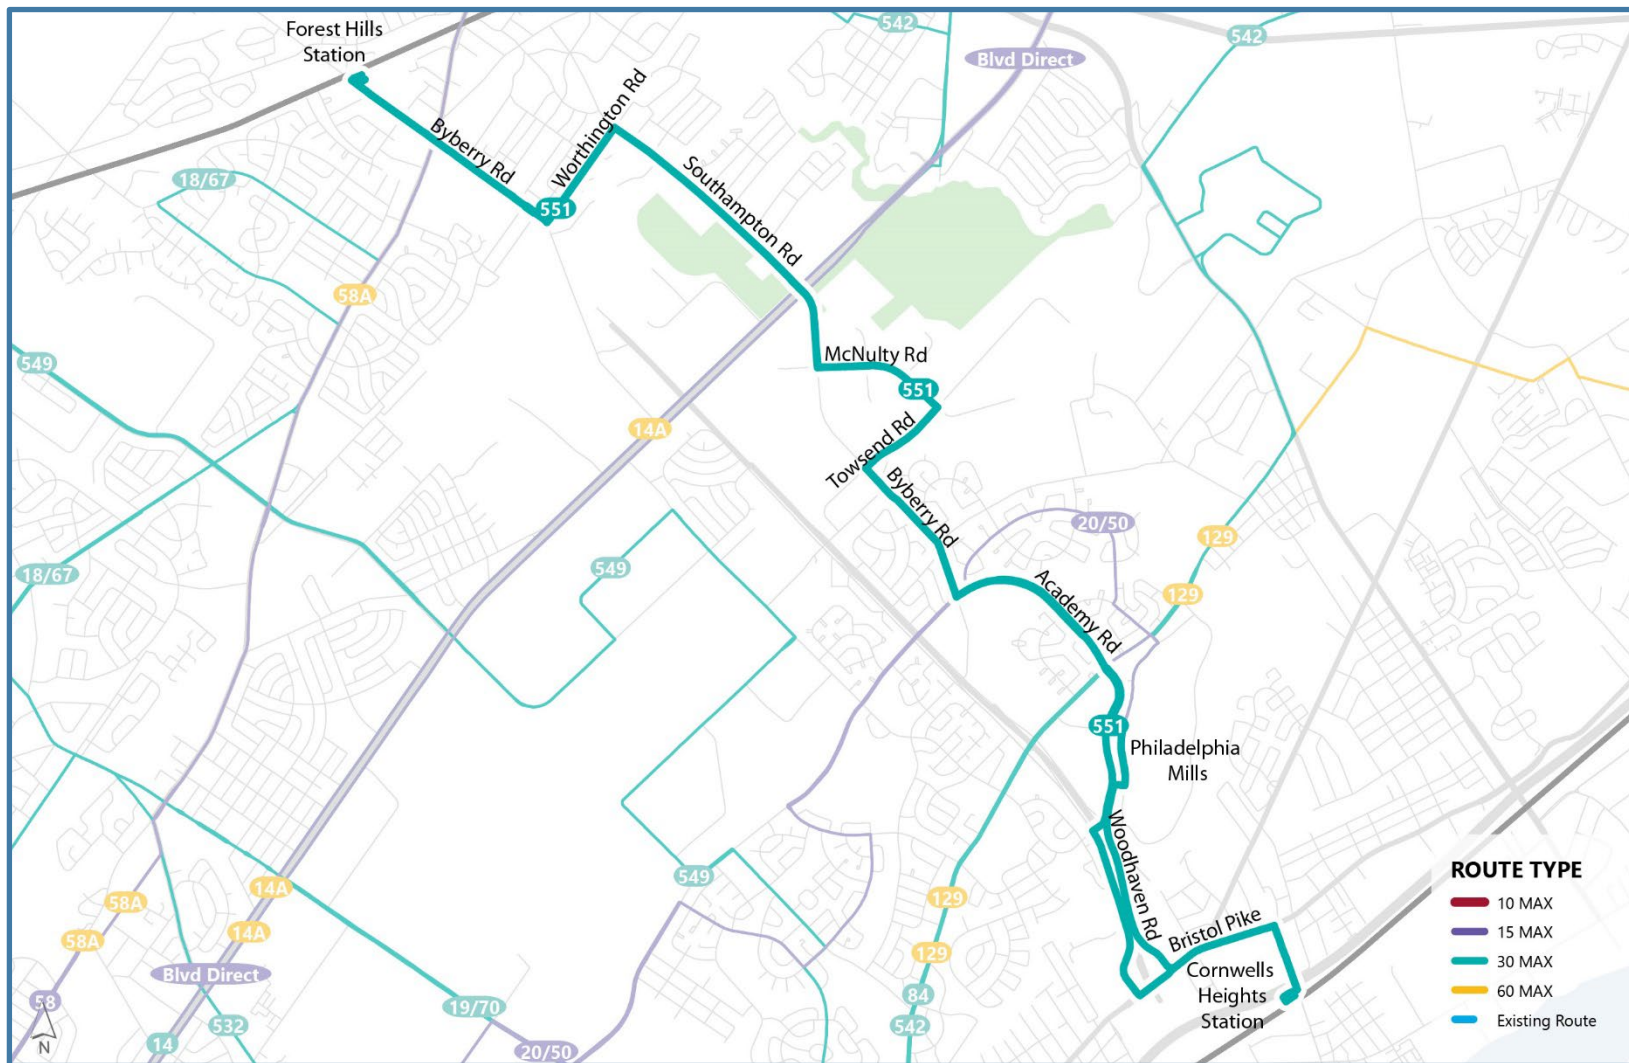 Forest Hills
Station
542
Blvd Direct
542
Byberry Rd
Worthington Rd
Southampton Rd
18/67
551
58A
549
McNulty Rd
551
14A
Towsend Rd
Byberry Rd
20/50
129
18/67
549
Academy Rd
129
551
Philadelphia
Mills
Woodhaven Rd
549
14A
58A
129
ROUTE TYPE
10 MAX
15 MAX
30 MAX
60 MAX
Existing Route
14A
58A
129
Bristol Pike
Blvd Direct
Cornwells
Heights
Station
58
19/70
84
532
542
14
20/50
N